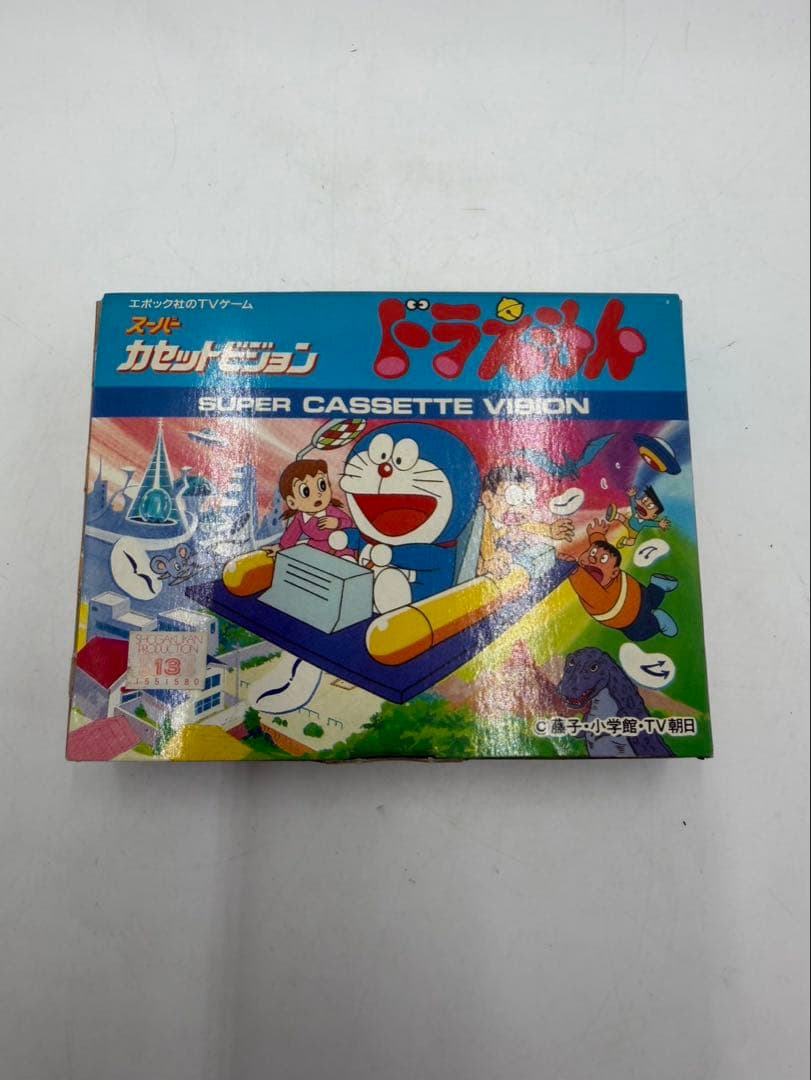 エポック社のTVゲーム
スーパー
カセットビジョン
ドラえもん
SUPER CASSETTE VISION
SHOGAKUKAN
PRODUCTION
13
1551580
©藤子・小学館・TV朝日